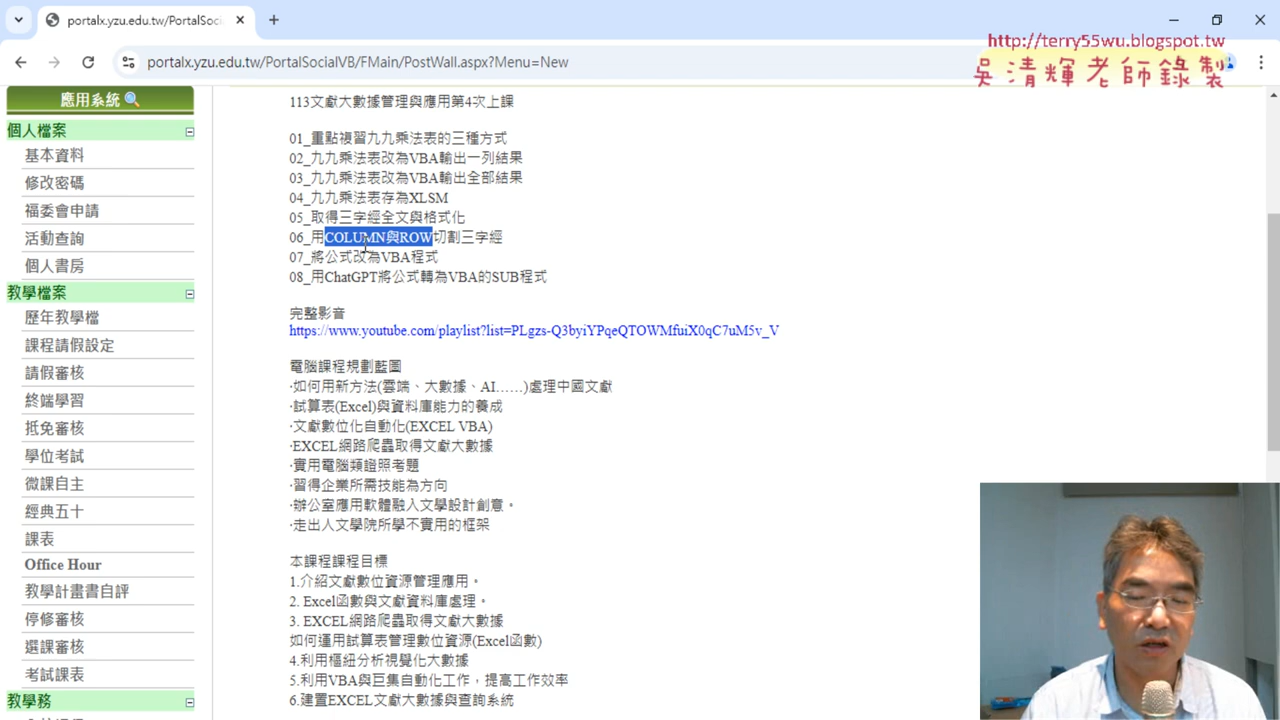 portalx.yzu.edu.tw/PortalSoci
portalx.yzu.edu.tw/PortalSocialVB/FMain/PostWall.aspx?Menu=New
http://terry55wu.blogspot.tw
吳清輝老師錄製
應用系統
個人檔案
基本資料
修改密碼
福委會申請
活動查詢
個人書房
教學檔案
歷年教學檔
課程請假設定
請假審核
終端學習
抵免審核
學位考試
微課自主
經典五十
課表
Office Hour
教學計畫書自評
停修審核
選課審核
考試課表
教學務
113文獻大數據管理與應用第4次上課
01_重點複習九九乘法表的三種方式
02_九九乘法表改為VBA輸出一列結果
03_九九乘法表改為VBA輸出全部結果
04_九九乘法表存為XLSM
05_取得三字經全文與格式化
06_用COLUMN與ROW切割三字經
07_將公式改為VBA程式
08_用ChatGPT將公式轉為VBA的SUB程式
完整影音
https://www.youtube.com/playlist?list=PLgzs-Q3byiYPqeQTOWMfuiX0qC7uM5v_V
電腦課程規劃藍圖
·如何用新方法(雲端、大數據、AI……)處理中國文獻
·試算表(Excel)與資料庫能力的養成
·文獻數位化自動化(EXCEL VBA)
·EXCEL網路爬蟲取得文獻大數據
·實用電腦類證照考題
·習得企業所需技能為方向
·辦公室應用軟體融入文學設計創意。
·走出人文學院所學不實用的框架
本課程課程目標
1.介紹文獻數位資源管理應用。
2. Excel函數與文獻資料庫處理。
3. EXCEL網路爬蟲取得文獻大數據
如何運用試算表管理數位資源(Excel函數)
4.利用樞紐分析視覺化大數據
5.利用VBA與巨集自動化工作，提高工作效率
6.建置EXCEL文獻大數據與查詢系統